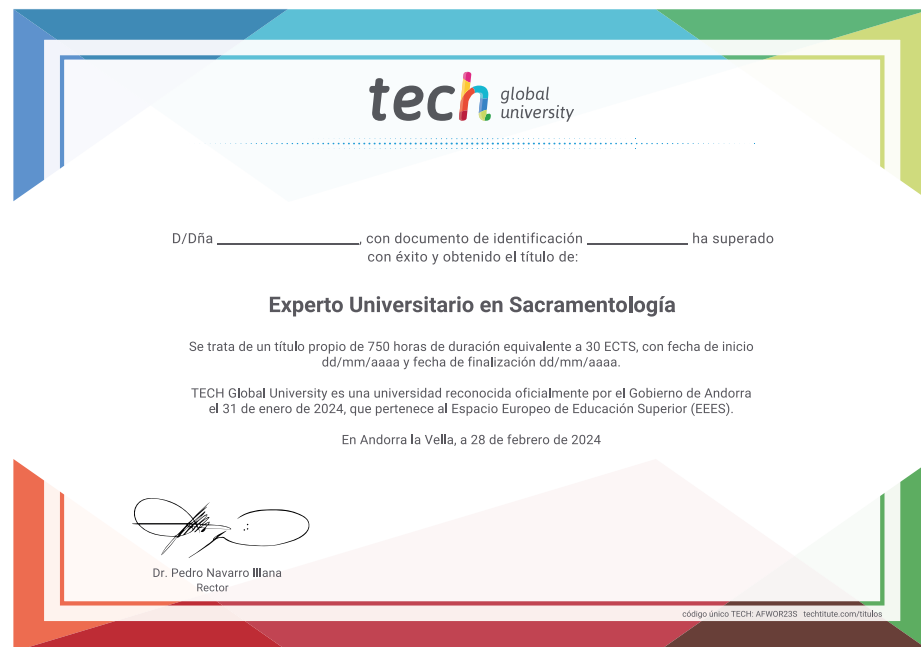 tech global university
D/Dña ____________________, con documento de identificación ______________ ha superado
con éxito y obtenido el título de:
Experto Universitario en Sacramentología
Se trata de un título propio de 750 horas de duración equivalente a 30 ECTS, con fecha de inicio
dd/mm/aaaa y fecha de finalización dd/mm/aaaa.
TECH Global University es una universidad reconocida oficialmente por el Gobierno de Andorra
el 31 de enero de 2024, que pertenece al Espacio Europeo de Educación Superior (EEES).
En Andorra la Vella, a 28 de febrero de 2024
Dr. Pedro Navarro Illana
Rector
código único TECH: AFWOR23S techtitute.com/titulos